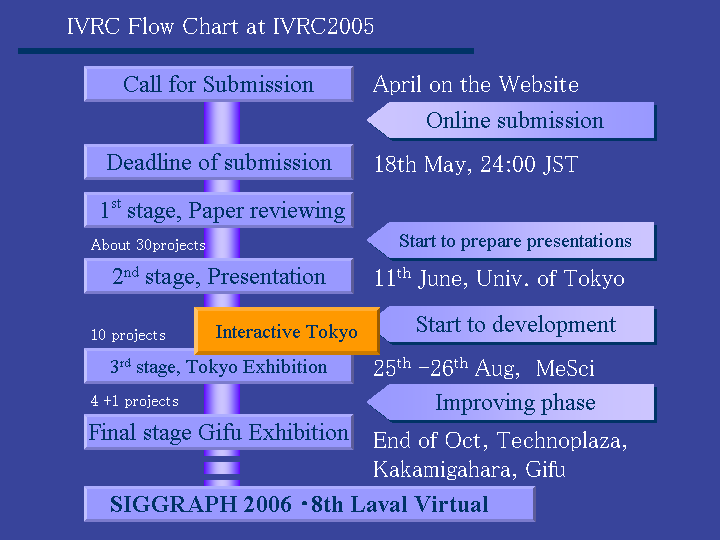 IVRC Flow Chart at IVRC2005
Call for Submission
April on the Website
Online submission
Deadline of submission
18th May, 24:00 JST
1st stage, Paper reviewing
About 30projects
Start to prepare presentations
2nd stage, Presentation
11th June, Univ. of Tokyo
10 projects
Interactive Tokyo
Start to development
3rd stage, Tokyo Exhibition
25th -26th Aug, MeSci
4 +1 projects
Improving phase
Final stage Gifu Exhibition
End of Oct, Technoplaza,
Kakamigahara, Gifu
SIGGRAPH 2006 ・8th Laval Virtual